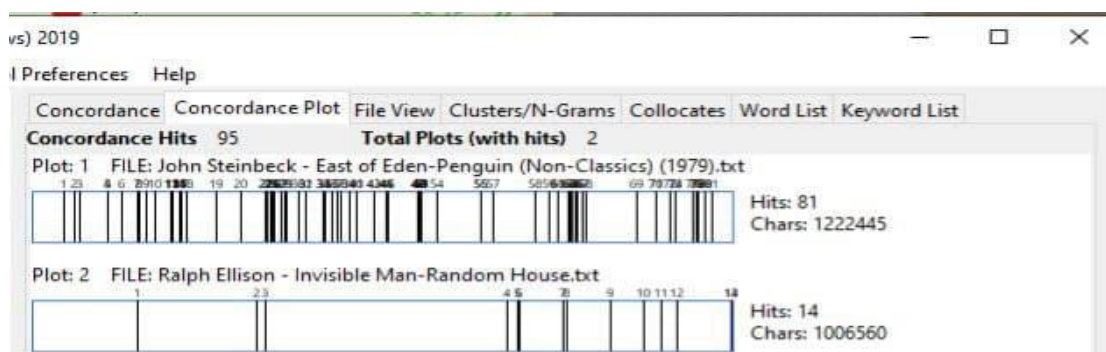 vs) 2019
l Preferences Help
Concordance Concordance Plot File View Clusters/N-Grams Collocates Word List Keyword List
Concordance Hits 95 Total Plots (with hits) 2
Plot: 1 FILE: John Steinbeck - East of Eden-Penguin (Non-Classics) (1979).txt
Hits: 81
Chars: 1222445
Plot: 2 FILE: Ralph Ellison - Invisible Man-Random House.txt
1 2 3 4 5 7 8 9 10 11 12
Hits: 14
Chars: 1006560